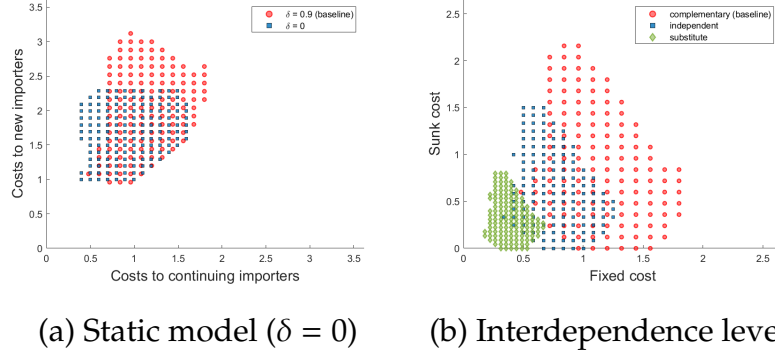 δ = 0.9 (baseline)
δ = 0
3.5
3
2.5
2
1.5
1
0.5
0
Costs to new importers
0 0.5 1 1.5 2 2.5 3 3.5
Costs to continuing importers
(a) Static model (δ = 0)
complementary (baseline)
independent
substitute
2.5
2
1.5
1
0.5
0
Sunk cost
0 0.5 1 1.5 2 2.5
Fixed cost
(b) Interdependence leve